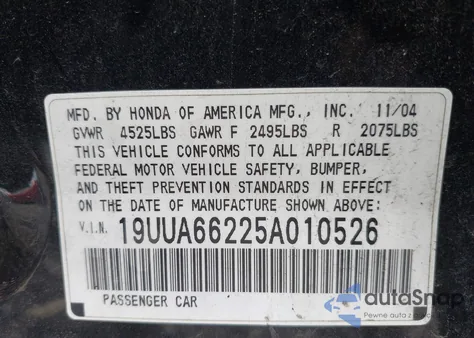 MFD. BY HONDA OF AMERICA MFG., INC. 11/04
GVWR 4525LBS GAWR F 2495LBS R 2075LBS
THIS VEHICLE CONFORMS TO ALL APPLICABLE
FEDERAL MOTOR VEHICLE SAFETY, BUMPER,
AND THEFT PREVENTION STANDARDS IN EFFECT
ON THE DATE OF MANUFACTURE SHOWN ABOVE:
V.I.N. 19UUA66225A010526
PASSENGER CAR
autoSnap
Pewne auto z